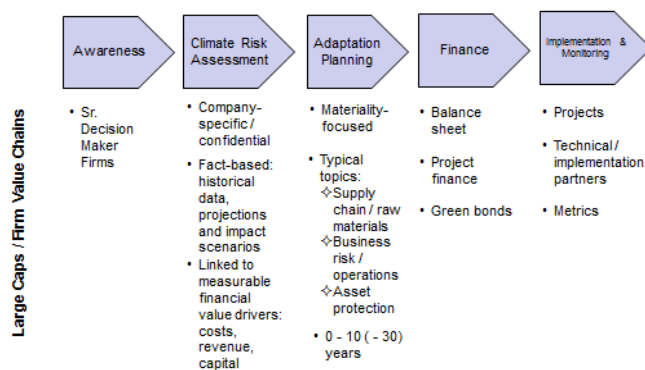 Awareness
Climate Risk
Assessment
Adaptation
Planning
Finance
Implementation &
Monitoring
Large Caps / Firm Value Chains
• Sr.
Decision
Maker
Firms
• Company-
specific /
confidential
• Fact-based:
historical
data,
projections
and impact
scenarios
• Linked to
measurable
financial
value drivers:
costs,
revenue,
capital
• Materiality-
focused
• Typical
topics:
✧Supply
chain / raw
materials
✧Business
risk /
operations
✧Asset
protection
• 0 - 10 ( - 30)
years
• Balance
sheet
• Project
finance
• Green bonds
• Projects
• Technical /
implementation
partners
• Metrics